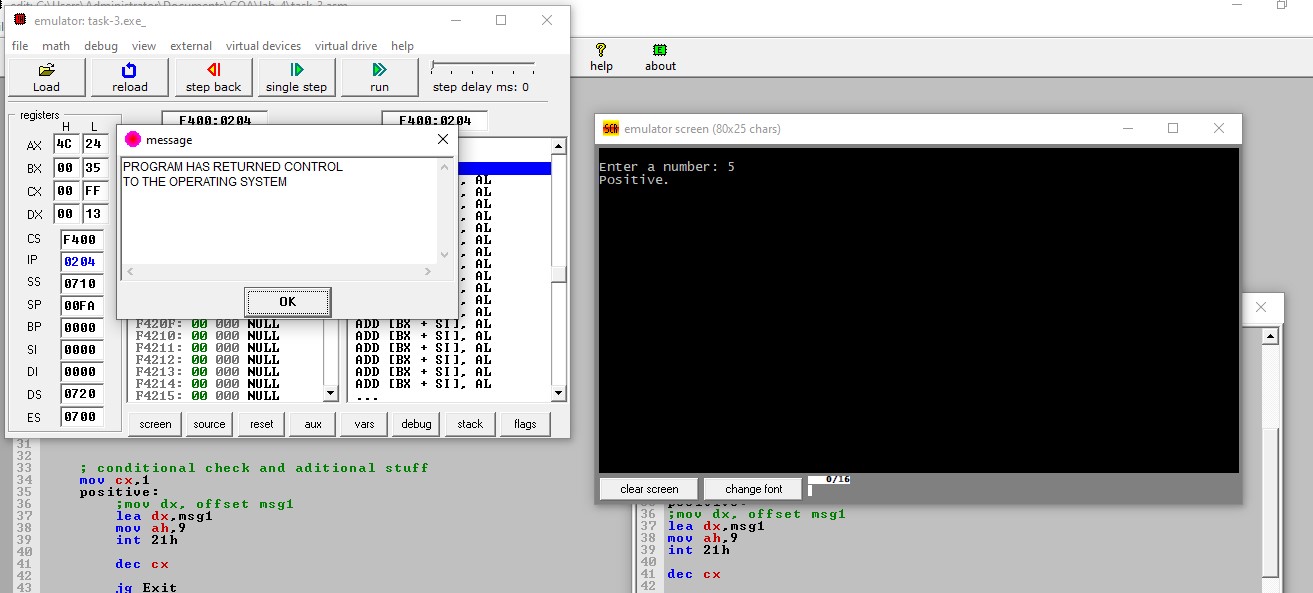 edit: C:\Users\Administrator\Documents\COA\lab-4\task-3.asm
emulator: task-3.exe_
file math debug view external virtual devices virtual drive help
Load reload step back single step run step delay ms: 0
help about
registers
H L
F400:0204 F400:0204
AX 4C 24
BX 00 35
CX 00 FF
DX 00 13
CS F400
IP 0204
SS 0710
SP 00FA
BP 0000
SI 0000
DI 0000
DS 0720
ES 0700
message
PROGRAM HAS RETURNED CONTROL
TO THE OPERATING SYSTEM
OK
, AL
, AL
, AL
, AL
, AL
, AL
, AL
, AL
, AL
, AL
, AL
, AL
F420F: 00 000 NULL ADD [BX + SI], AL
F4210: 00 000 NULL ADD [BX + SI], AL
F4211: 00 000 NULL ADD [BX + SI], AL
F4212: 00 000 NULL ADD [BX + SI], AL
F4213: 00 000 NULL ADD [BX + SI], AL
F4214: 00 000 NULL ADD [BX + SI], AL
F4215: 00 000 NULL ...
screen source reset aux vars debug stack flags
emulator screen (80x25 chars)
Enter a number: 5
Positive.
clear screen change font 0/16
31
32
33 ; conditional check and aditional stuff
34 mov cx,1
35 positive:
36 ;mov dx, offset msg1
37 lea dx,msg1
38 mov ah,9
39 int 21h
40
41 dec cx
42
43 jg Exit
positive:
36 ;mov dx, offset msg1
37 lea dx,msg1
38 mov ah,9
39 int 21h
40
41 dec cx
42